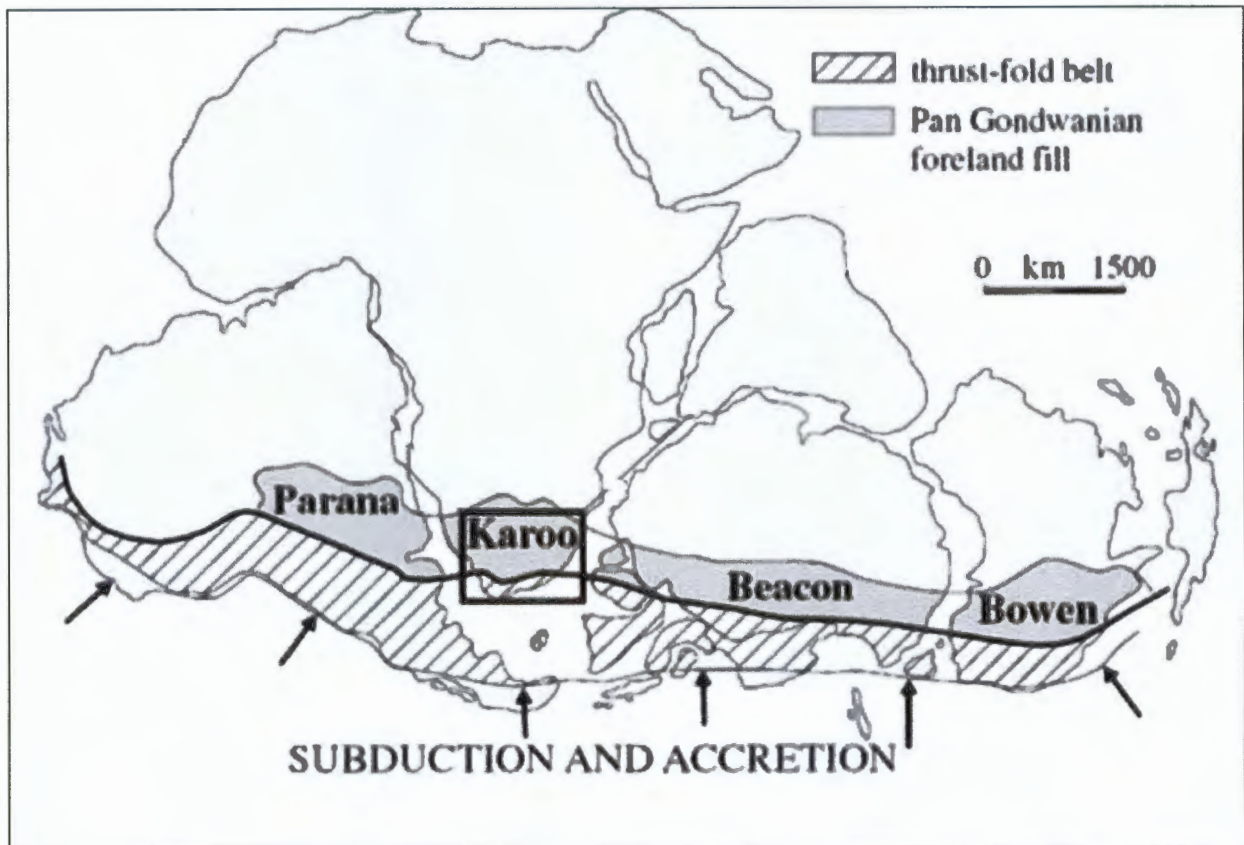 thrust-fold belt
Pan Gondwanian
foreland fill
0 km 1500
Parana
Karoo
Beacon
Bowen
SUBDUCTION AND ACCRETION